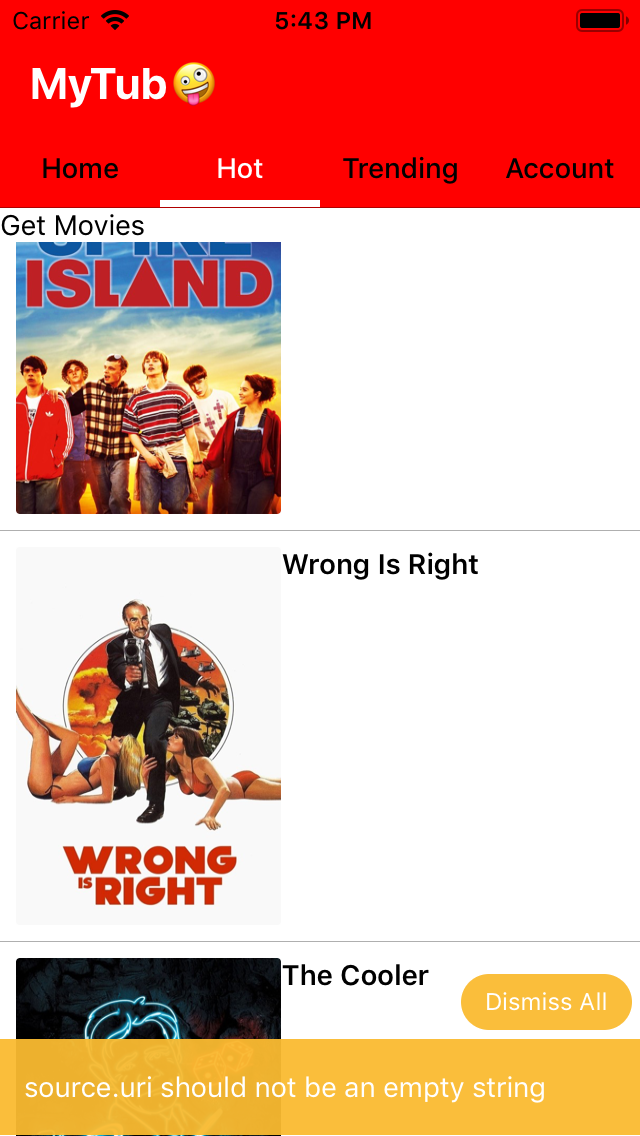 Carrier 5:43 PM
MyTub🤪
Home Hot Trending Account
Get Movies
SPIKE
ISLAND
Wrong Is Right
WRONG
IS RIGHT
The Cooler
Dismiss All
source.uri should not be an empty string